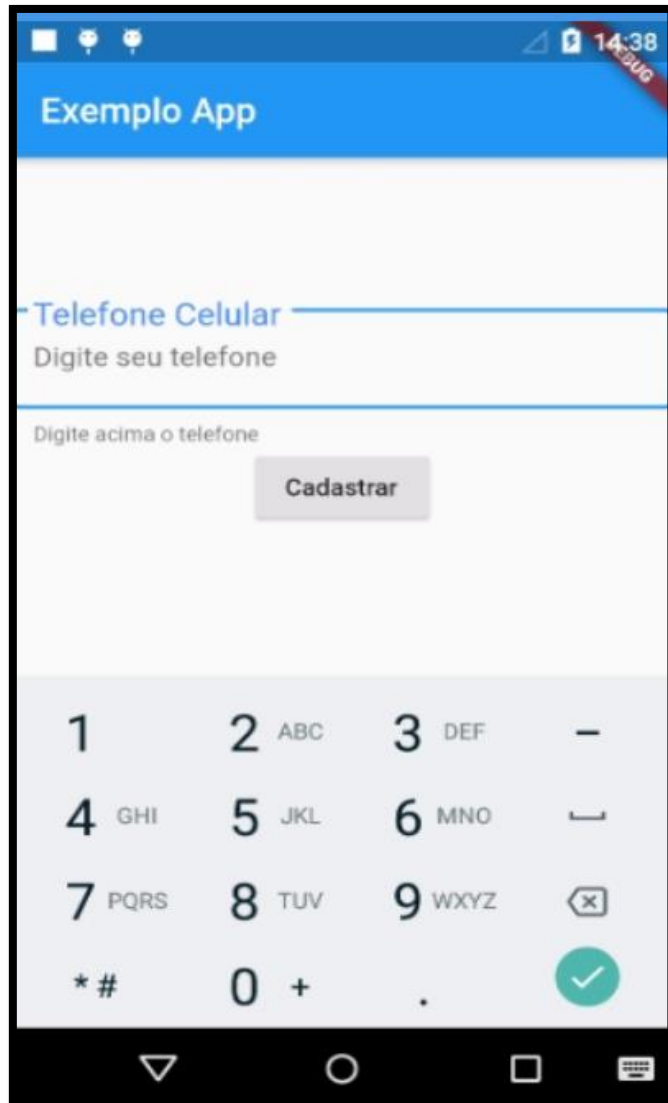 14:38
DEBUG
Exemplo App
Telefone Celular
Digite seu telefone
Digite acima o telefone
Cadastrar
1 2 ABC 3 DEF -
4 GHI 5 JKL 6 MNO
7 PQRS 8 TUV 9 WXYZ
* # 0 + .